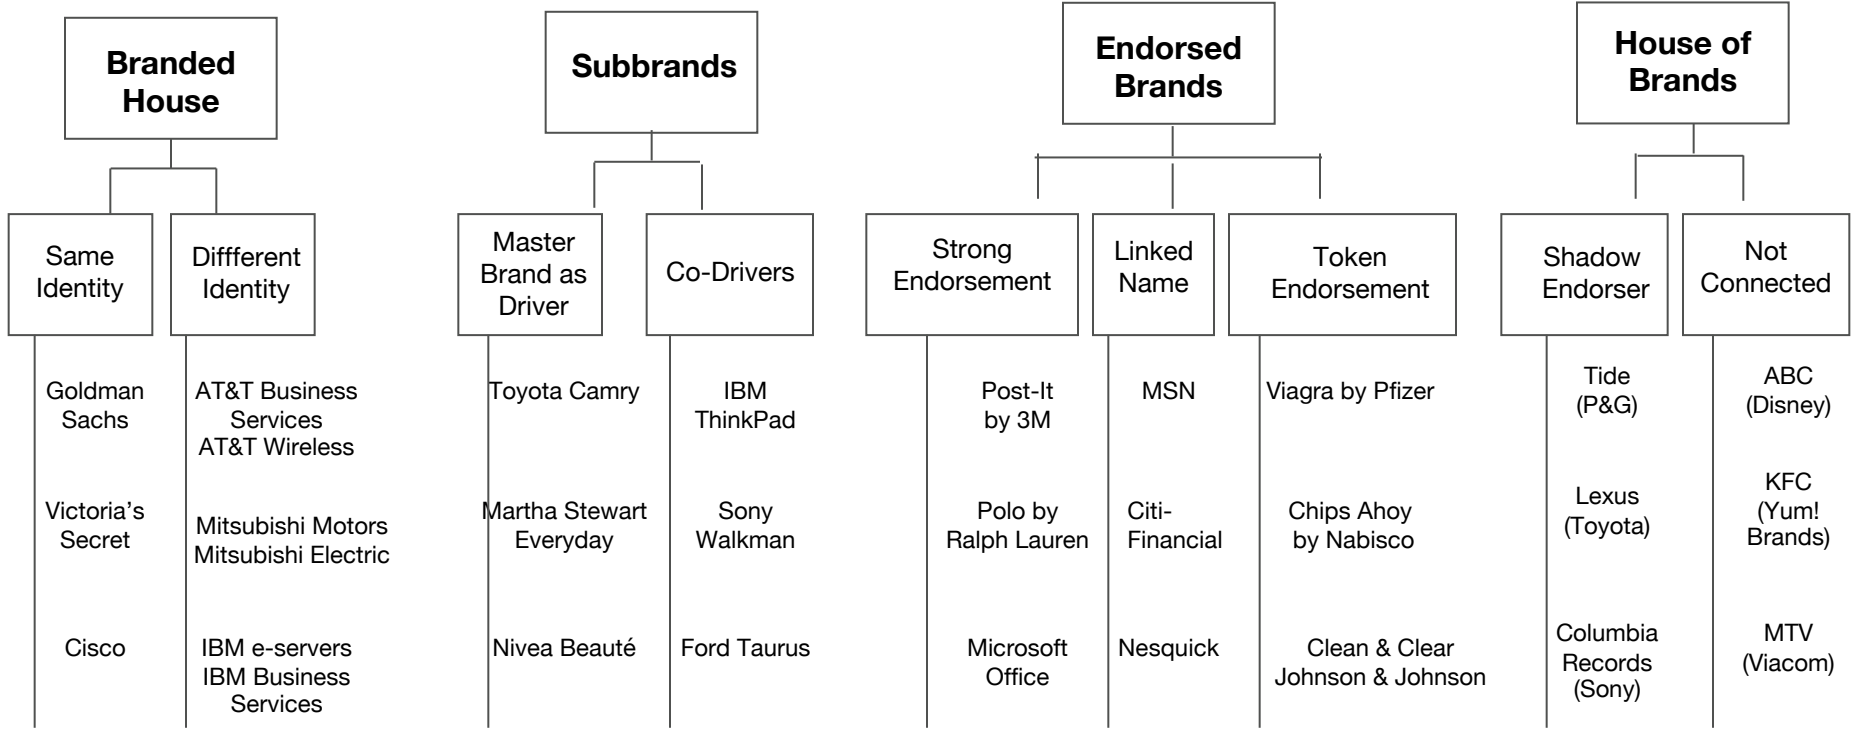 Branded
House
Subbrands
Endorsed
Brands
House of
Brands
Same
Identity
Diffferent
Identity
Master
Brand as
Driver
Co-Drivers
Strong
Endorsement
Linked
Name
Token
Endorsement
Shadow
Endorser
Not
Connected
Goldman
Sachs
Victoria’s
Secret
Cisco
AT&T Business
Services
AT&T Wireless
Mitsubishi Motors
Mitsubishi Electric
IBM e-servers
IBM Business
Services
Toyota Camry
Martha Stewart
Everyday
Nivea Beauté
IBM
ThinkPad
Sony
Walkman
Ford Taurus
Post-It
by 3M
Polo by
Ralph Lauren
Microsoft
Office
MSN
Citi-
Financial
Nesquick
Viagra by Pfizer
Chips Ahoy
by Nabisco
Clean & Clear
Johnson & Johnson
Tide
(P&G)
Lexus
(Toyota)
Columbia
Records
(Sony)
ABC
(Disney)
KFC
(Yum!
Brands)
MTV
(Viacom)